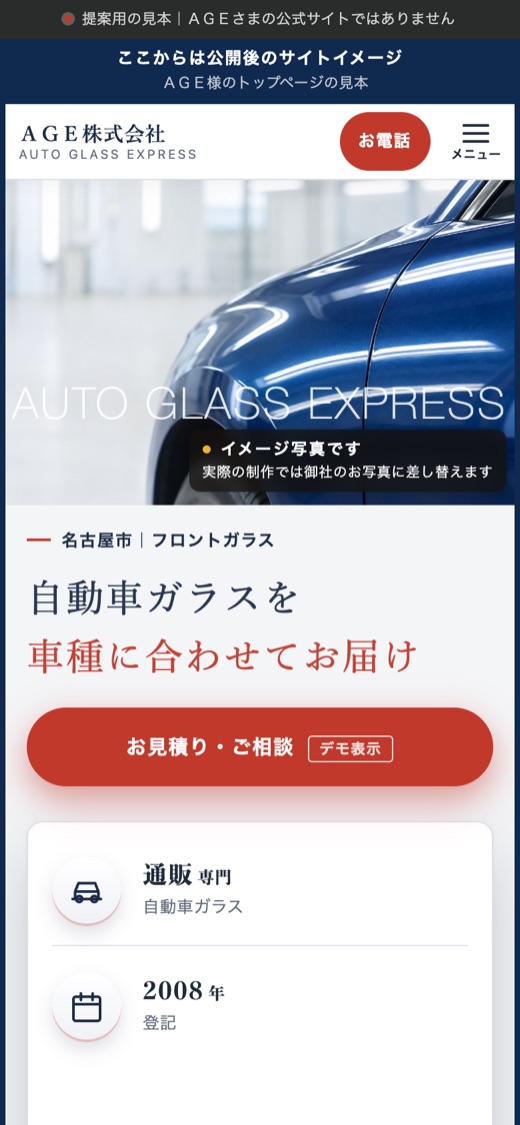 提案用の見本｜ＡＧＥさまの公式サイトではありません
ここからは公開後のサイトイメージ
ＡＧＥ様のトップページの見本
ＡＧＥ株式会社
AUTO GLASS EXPRESS
お電話
メニュー
AUTO GLASS EXPRESS
イメージ写真です
実際の制作では御社のお写真に差し替えます
名古屋市｜フロントガラス
自動車ガラスを
車種に合わせてお届け
お見積り・ご相談 デモ表示
通販 専門
自動車ガラス
2008 年
登記